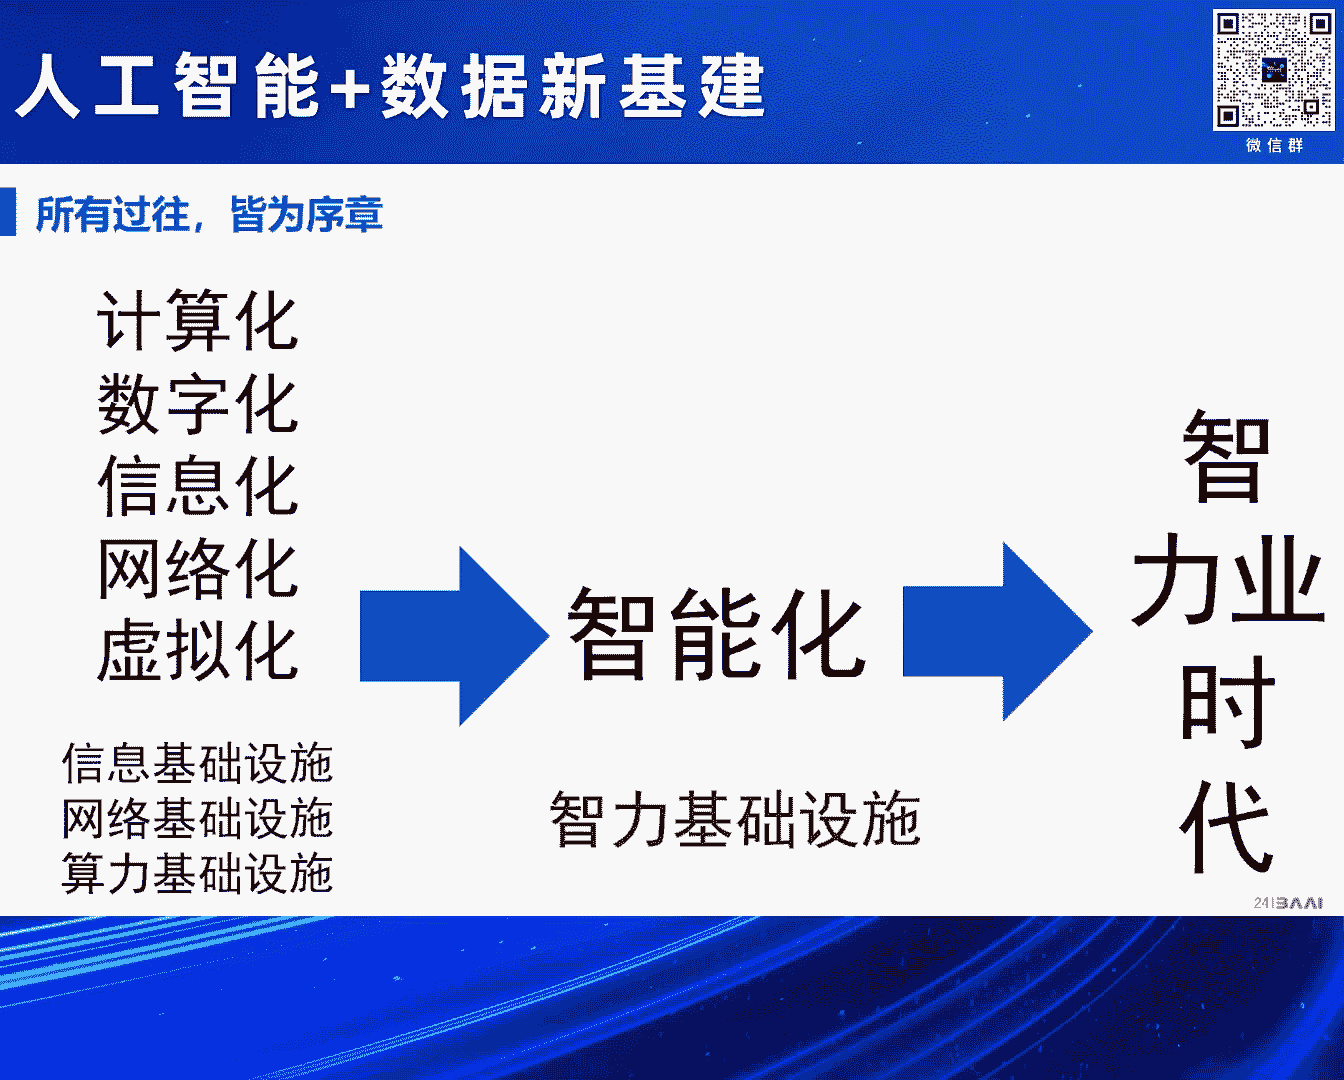 人工智能+数据新基建
微信群
所有过往，皆为序章
计算化
数字化
信息化
网络化
虚拟化
信息基础设施
网络基础设施
算力基础设施
智能化
智力基础设施
智
力业
时
代
24|BAAI